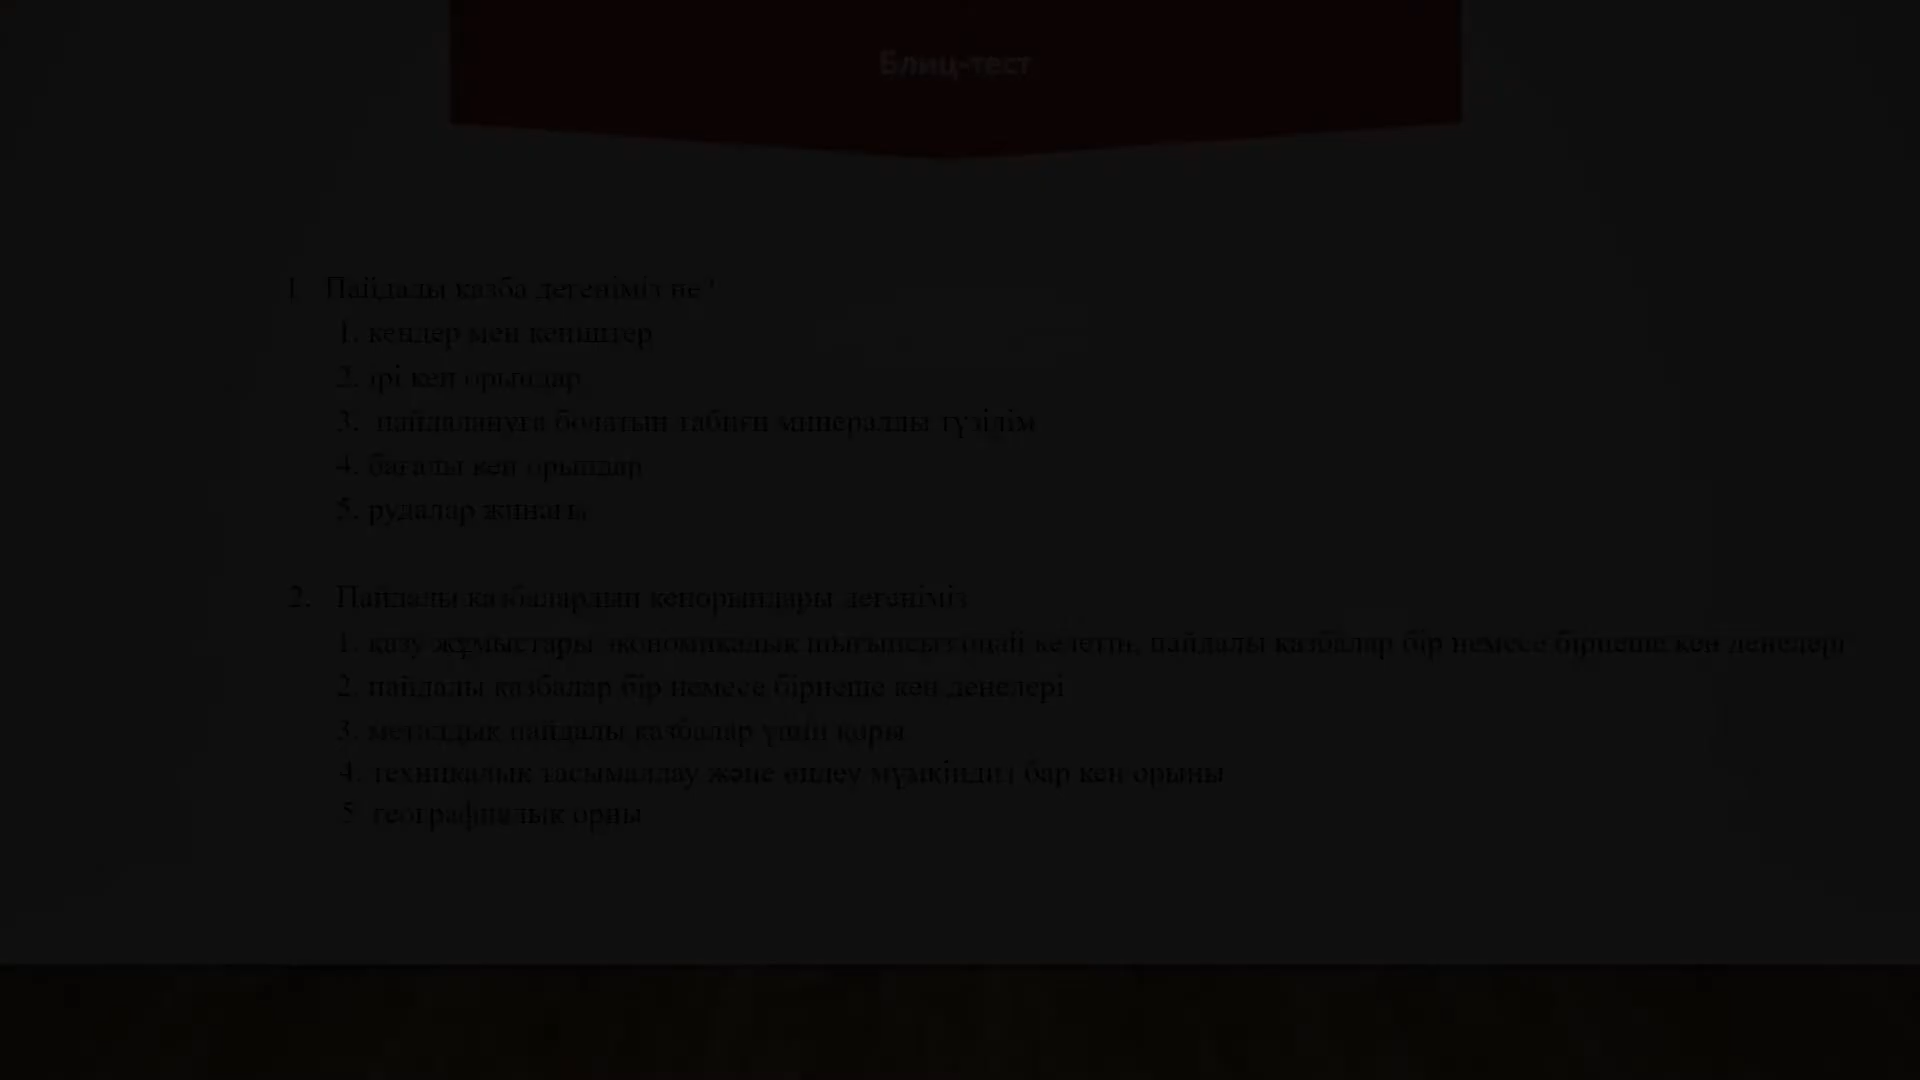 Блиц-тест
1. Пайдалы қазба дегеніміз не?
1. кендер мен кеніштер
2. ірі кен орындар
3. пайдалануға болатын табиғи минералды түзілім
4. бағалы кен орындар
5. рудалар жинағы
2. Пайдалы қазбалардың кенорындары дегеніміз
1. қазу жұмыстары экономикалық шығынсыз оңай келетін, пайдалы қазбалар бір немесе бірнеше кен денелері
2. пайдалы қазбалар бір немесе бірнеше кен денелері
3. металдық пайдалы қазбалар үшін қоры
4. техникалық тасымалдау және өңдеу мүмкіндігі бар кен орыны
5 географиялық орны